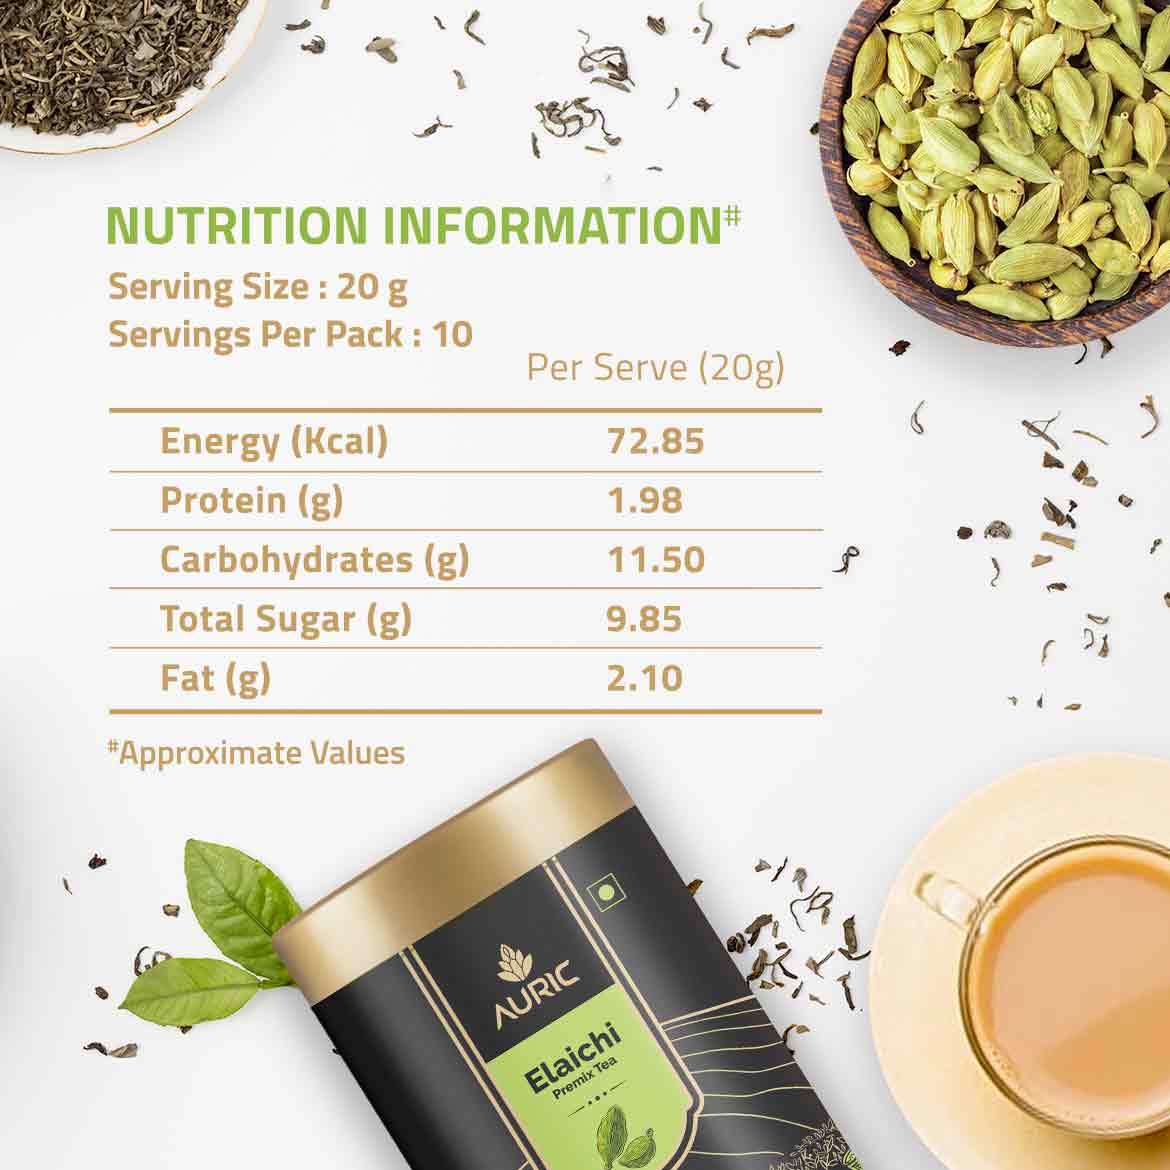 NUTRITION INFORMATION#
Serving Size : 20 g
Servings Per Pack : 10
Per Serve (20g)
Energy (Kcal) 72.85
Protein (g) 1.98
Carbohydrates (g) 11.50
Total Sugar (g) 9.85
Fat (g) 2.10
#Approximate Values
AURIC
Elaichi
Premix Tea